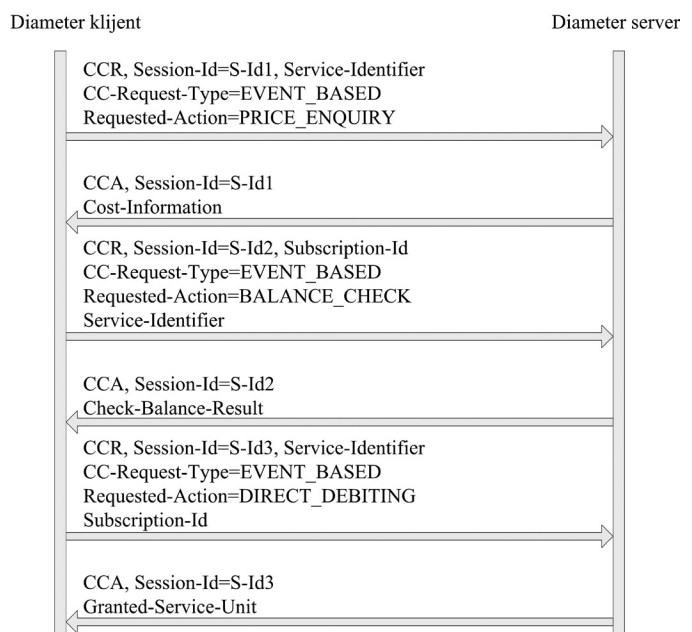 Diameter klijent
Diameter server
CCR, Session-Id=S-Id1, Service-Identifier
CC-Request-Type=EVENT_BASED
Requested-Action=PRICE_ENQUIRY
CCA, Session-Id=S-Id1
Cost-Information
CCR, Session-Id=S-Id2, Subscription-Id
CC-Request-Type=EVENT_BASED
Requested-Action=BALANCE_CHECK
Service-Identifier
CCA, Session-Id=S-Id2
Check-Balance-Result
CCR, Session-Id=S-Id3, Service-Identifier
CC-Request-Type=EVENT_BASED
Requested-Action=DIRECT_DEBITING
Subscription-Id
CCA, Session-Id=S-Id3
Granted-Service-Unit